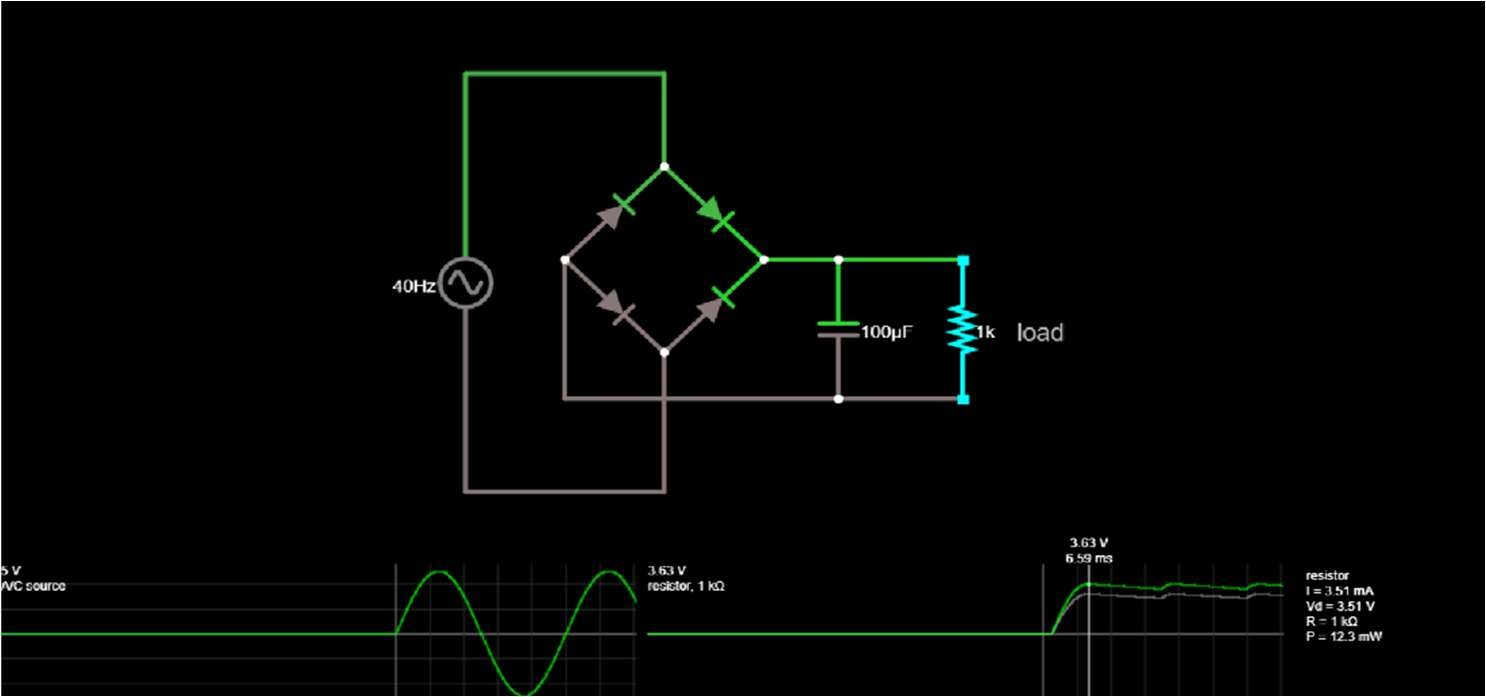 40Hz
100µF
1k
load
3.63 V
6.59 ms
5 V
3.63 V
resistor, 1 kΩ
source
resistor
I = 3.51 mA
Vd = 3.51 V
R = 1 kΩ
P = 12.3 mW